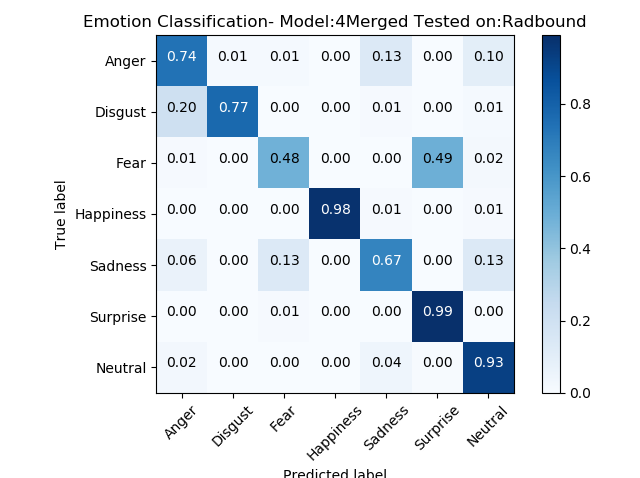 Emotion Classification- Model:4Merged Tested on:Radbound
Anger 0.74 0.01 0.01 0.00 0.13 0.00 0.10
Disgust 0.20 0.77 0.00 0.00 0.01 0.00 0.01
Fear 0.01 0.00 0.48 0.00 0.00 0.49 0.02
Happiness 0.00 0.00 0.00 0.98 0.01 0.00 0.01
Sadness 0.06 0.00 0.13 0.00 0.67 0.00 0.13
Surprise 0.00 0.00 0.01 0.00 0.00 0.99 0.00
Neutral 0.02 0.00 0.00 0.00 0.04 0.00 0.93
True label
Anger Disgust Fear Happiness Sadness Surprise Neutral
Predicted label
0.8
0.6
0.4
0.2
0.0